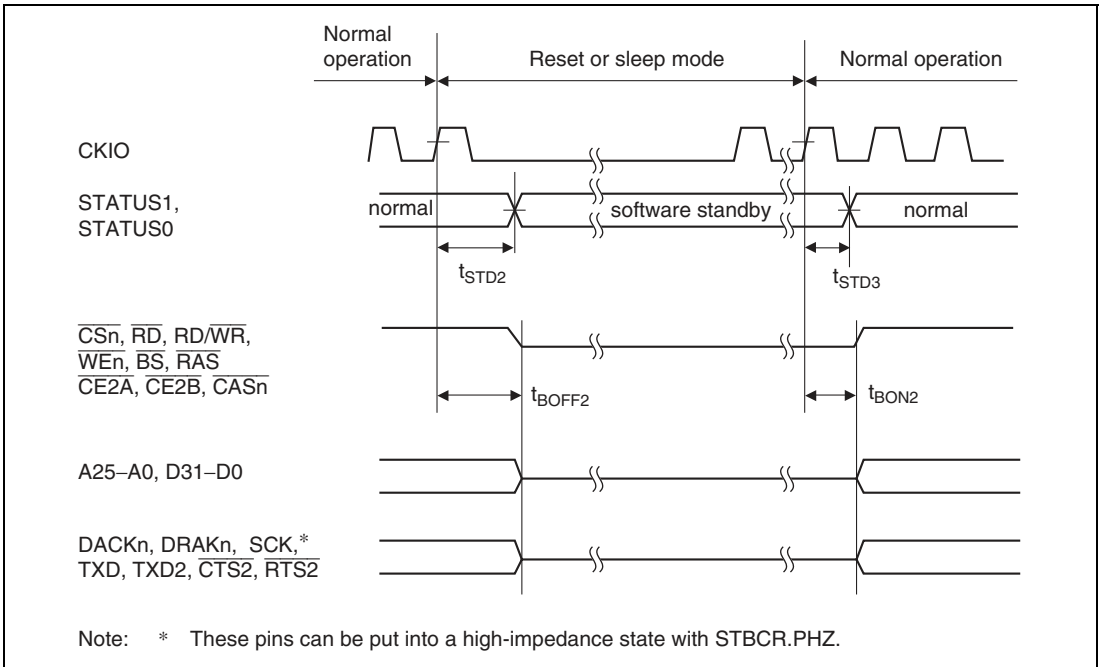 Normal
operation
Reset or sleep mode
Normal operation
CKIO
STATUS1,
STATUS0
normal
software standby
normal
tSTD2
tSTD3
CSn, RD, RD/WR,
WEn, BS, RAS
CE2A, CE2B, CASn
tBOFF2
tBON2
A25–A0, D31–D0
DACKn, DRAKn, SCK,*
TXD, TXD2, CTS2, RTS2
Note: * These pins can be put into a high-impedance state with STBCR.PHZ.